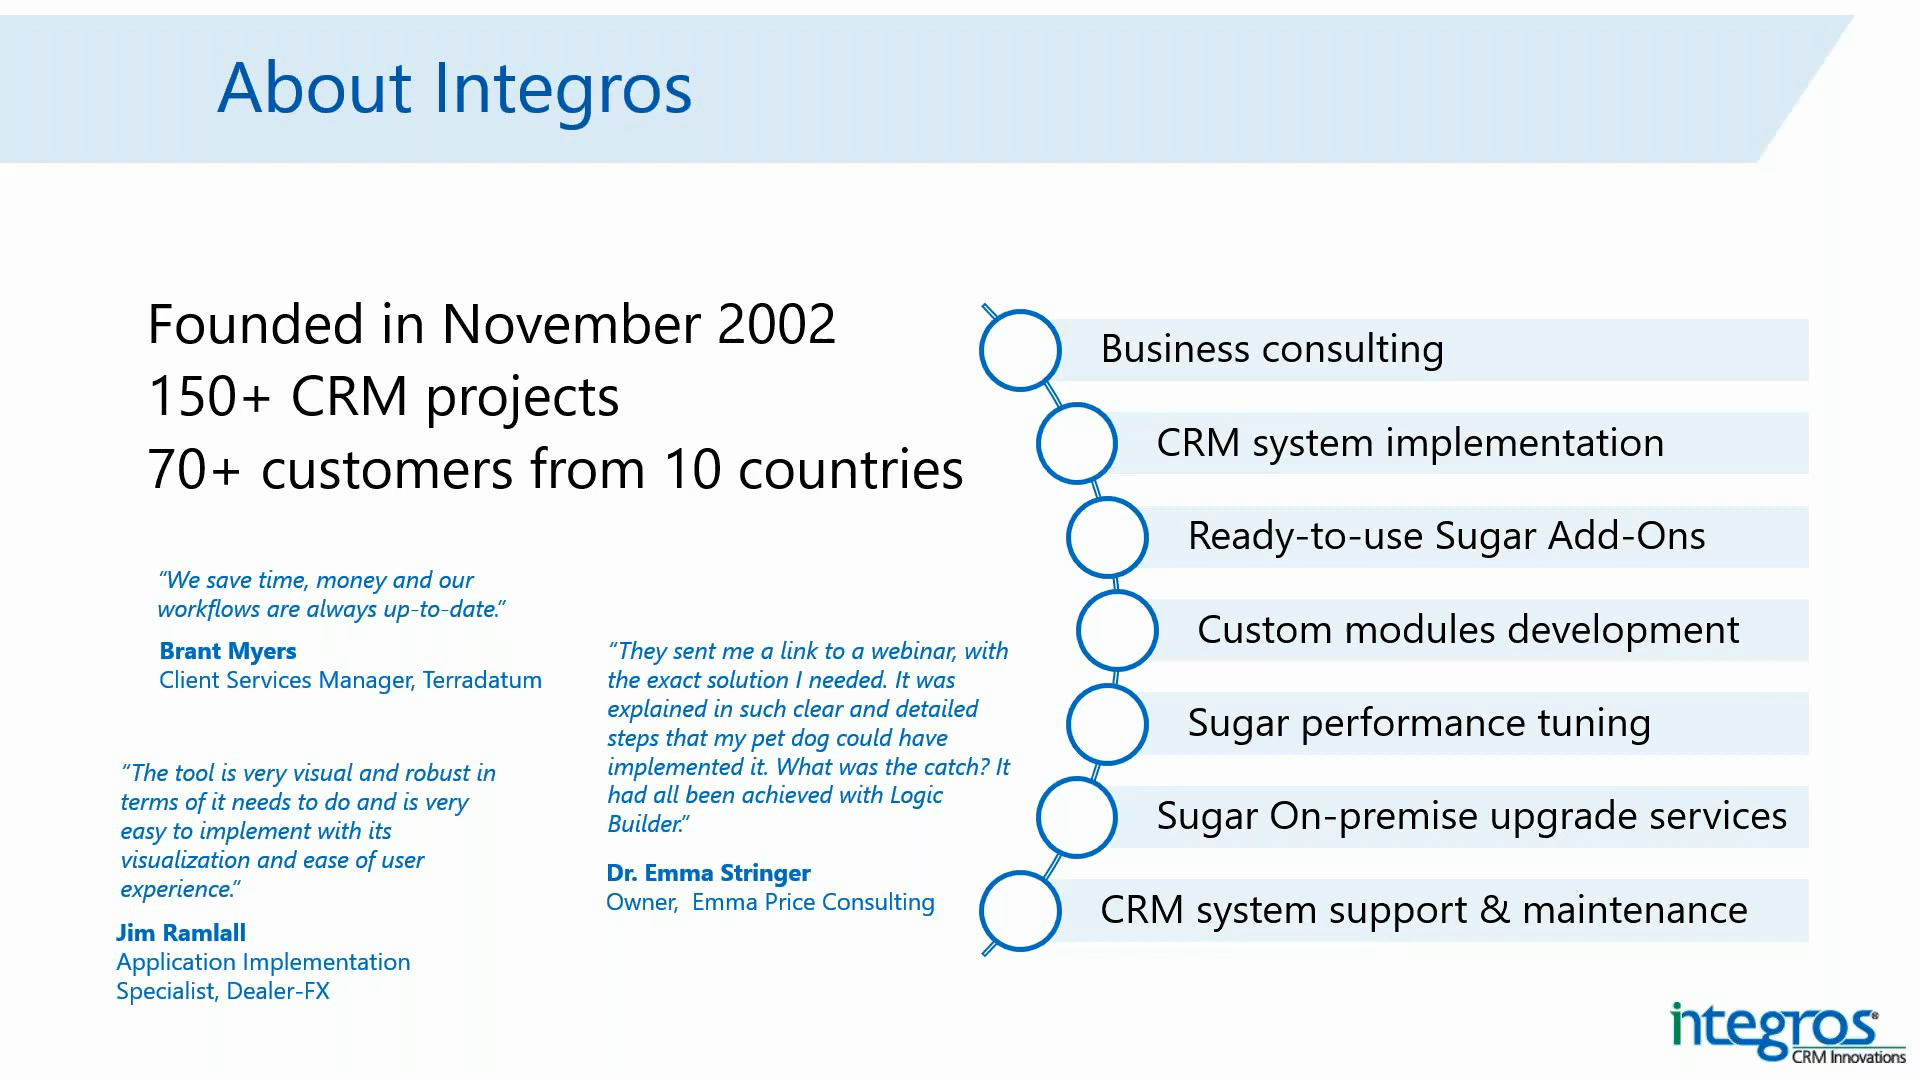 About Integros
Founded in November 2002
150+ CRM projects
70+ customers from 10 countries
“We save time, money and our
workflows are always up-to-date.”
Brant Myers
Client Services Manager, Terradatum
“The tool is very visual and robust in
terms of it needs to do and is very
easy to implement with its
visualization and ease of user
experience.”
Jim Ramlall
Application Implementation
Specialist, Dealer-FX
“They sent me a link to a webinar, with
the exact solution I needed. It was
explained in such clear and detailed
steps that my pet dog could have
implemented it. What was the catch? It
had all been achieved with Logic
Builder.”
Dr. Emma Stringer
Owner,  Emma Price Consulting
Business consulting
CRM system implementation
Ready-to-use Sugar Add-Ons
Custom modules development
Sugar performance tuning
Sugar On-premise upgrade services
CRM system support & maintenance
integros®
CRM Innovations